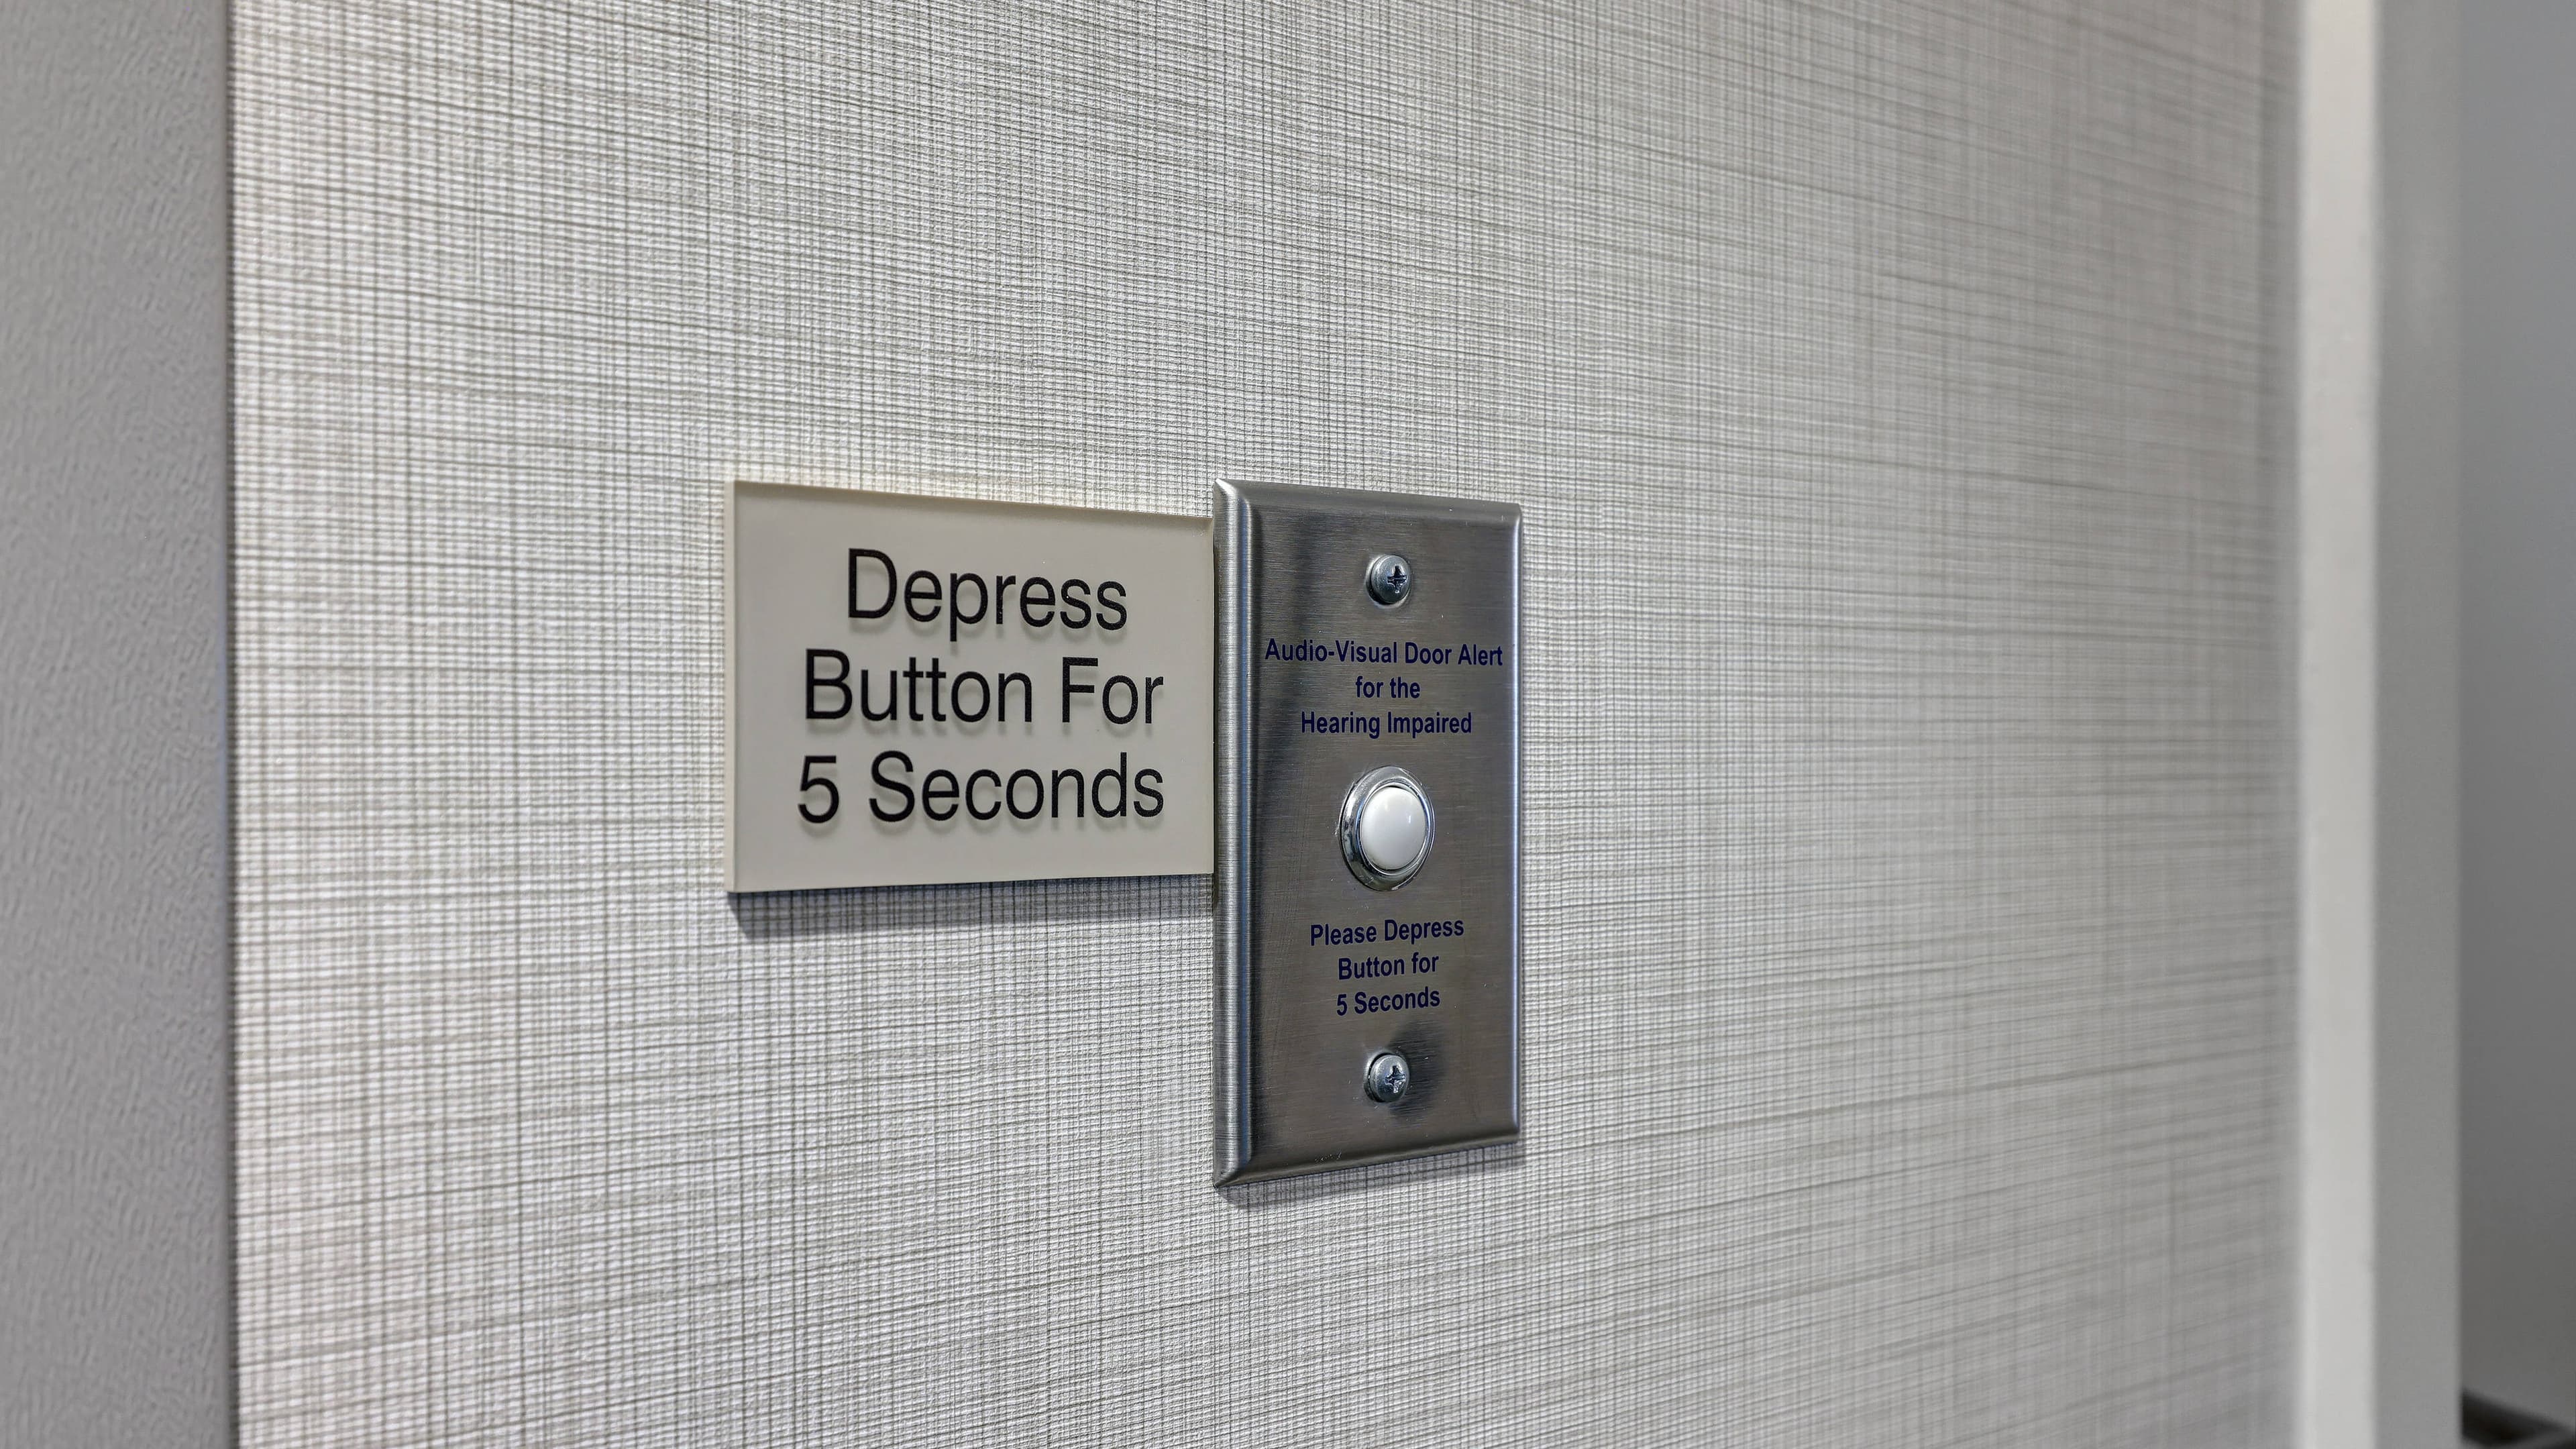 Depress
Button For
5 Seconds
Audio-Visual Door Alert
for the
Hearing Impaired
Please Depress
Button for
5 Seconds